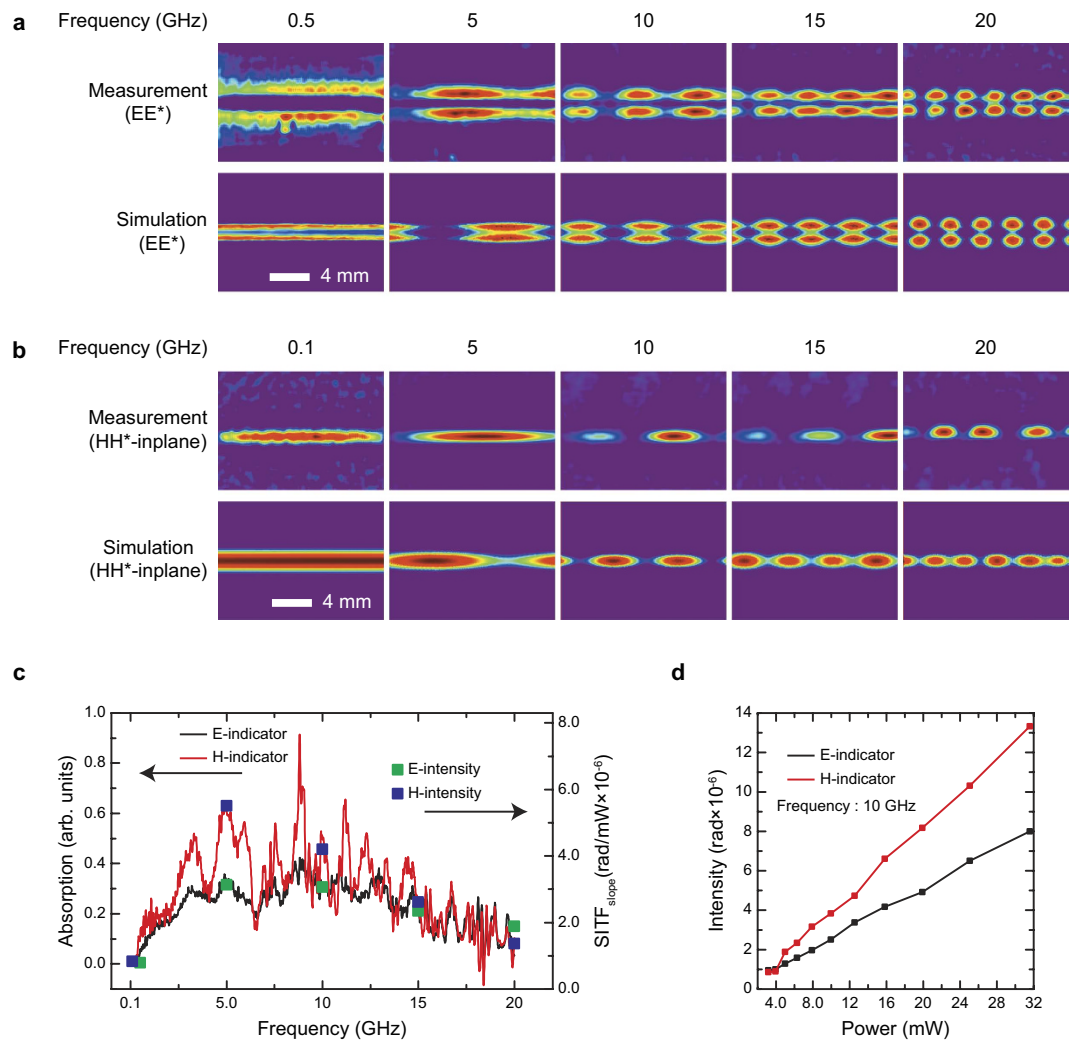 a
Frequency (GHz) 0.5 5 10 15 20
Measurement
(EE*)
Simulation
(EE*)
4 mm
b
Frequency (GHz) 0.1 5 10 15 20
Measurement
(HH*-inplane)
Simulation
(HH*-inplane)
4 mm
c
Absorption (arb. units)
1.0
0.8
0.6
0.4
0.2
0.0
E-indicator
H-indicator
E-intensity
H-intensity
8.0
6.0
4.0
2.0
0.0
SITF slope (rad/mW×10-6)
0.1 5.0 10 15 20
Frequency (GHz)
d
Intensity (rad×10-6)
14
12
10
8
6
4
2
0
E-indicator
H-indicator
Frequency : 10 GHz
4.0 8.0 12 16 20 24 28 32
Power (mW)